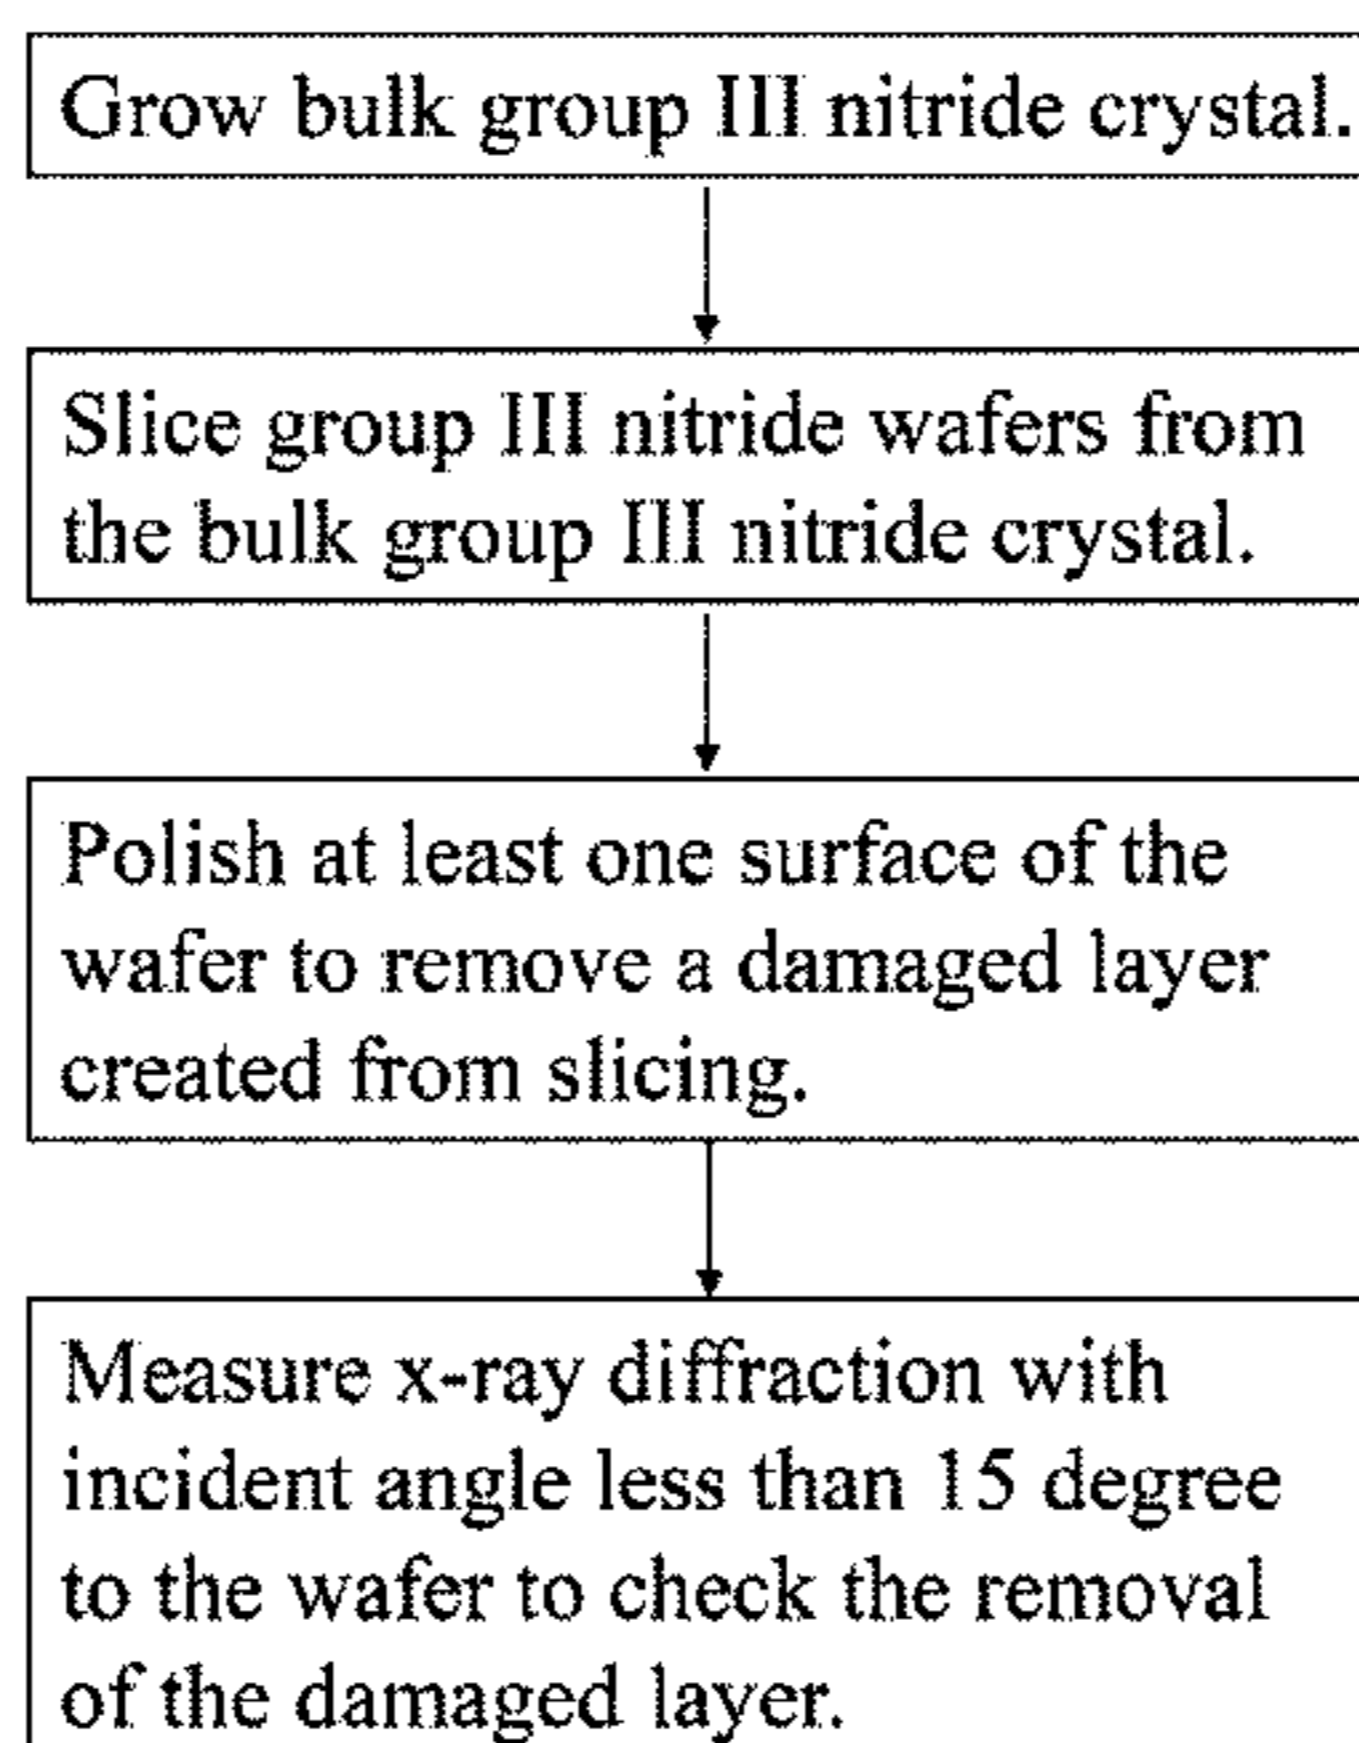 Grow bulk group III nitride crystal.
Slice group III nitride wafers from
the bulk group III nitride crystal.
Polish at least one surface of the
wafer to remove a damaged layer
created from slicing.
Measure x-ray diffraction with
incident angle less than 15 degree
to the wafer to check the removal
of the damaged layer.